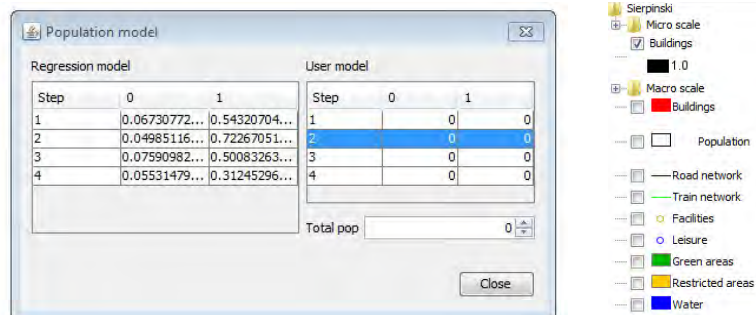 Population model
Regression model
Step 0 1
1 0.06730772... 0.54320704...
2 0.04985116... 0.72267051...
3 0.07590982... 0.50083263...
4 0.05531479... 0.31245296...
User model
Step 0 1
1 0 0
2 0 0
3 0 0
4 0 0
Total pop 0
Close
Sierpinski
Micro scale
Buildings
1.0
Macro scale
Buildings
Population
Road network
Train network
Facilities
Leisure
Green areas
Restricted areas
Water